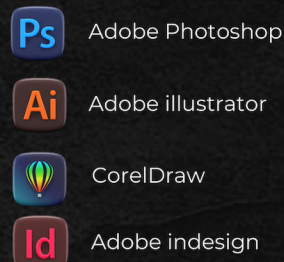 Ps Adobe Photoshop
Ai Adobe illustrator
CorelDraw
Id Adobe indesign